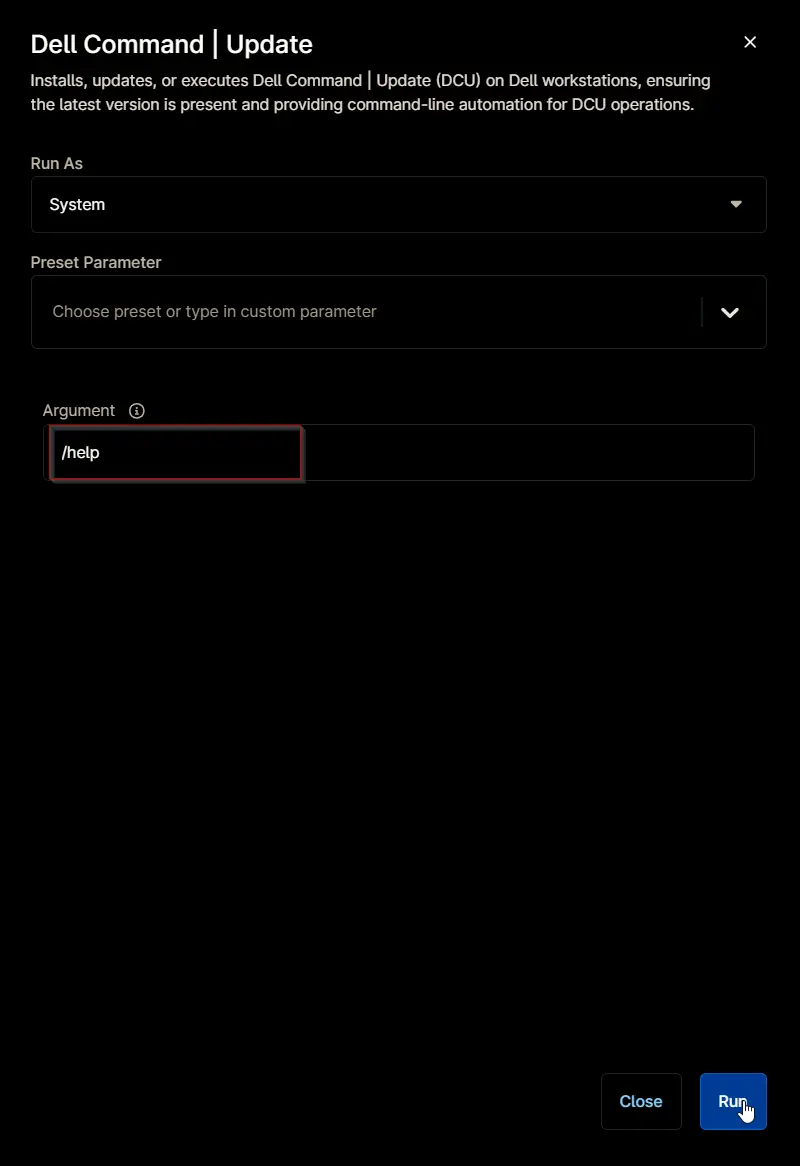 Dell Command | Update
Installs, updates, or executes Dell Command | Update (DCU) on Dell workstations, ensuring
the latest version is present and providing command-line automation for DCU operations.
Run As
System
Preset Parameter
Choose preset or type in custom parameter
Argument
/help
Close
Run